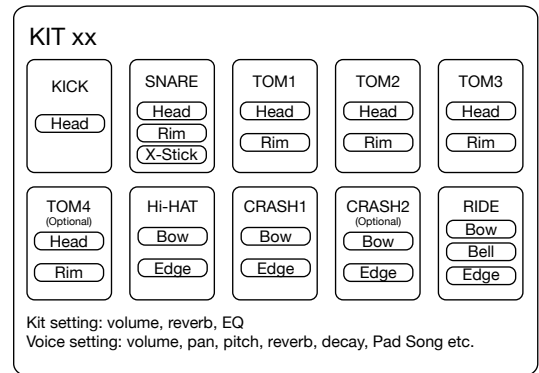 KIT xx
KICK
Head
SNARE
Head
Rim
X-Stick
TOM1
Head
Rim
TOM2
Head
Rim
TOM3
Head
Rim
TOM4
(Optional)
Head
Rim
Hi-HAT
Bow
Edge
CRASH1
Bow
Edge
CRASH2
(Optional)
Bow
Edge
RIDE
Bow
Bell
Edge
Kit setting: volume, reverb, EQ
Voice setting: volume, pan, pitch, reverb, decay, Pad Song etc.